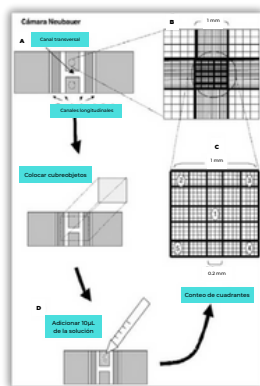 Cámara Neubauer
A
Canal transversal
Canales longitudinales
B
1 mm
Colocar cubreobjetos
C
1 mm
1
0.2 mm
D
Adicionar 10µL
de la solución
Conteo de cuadrantes